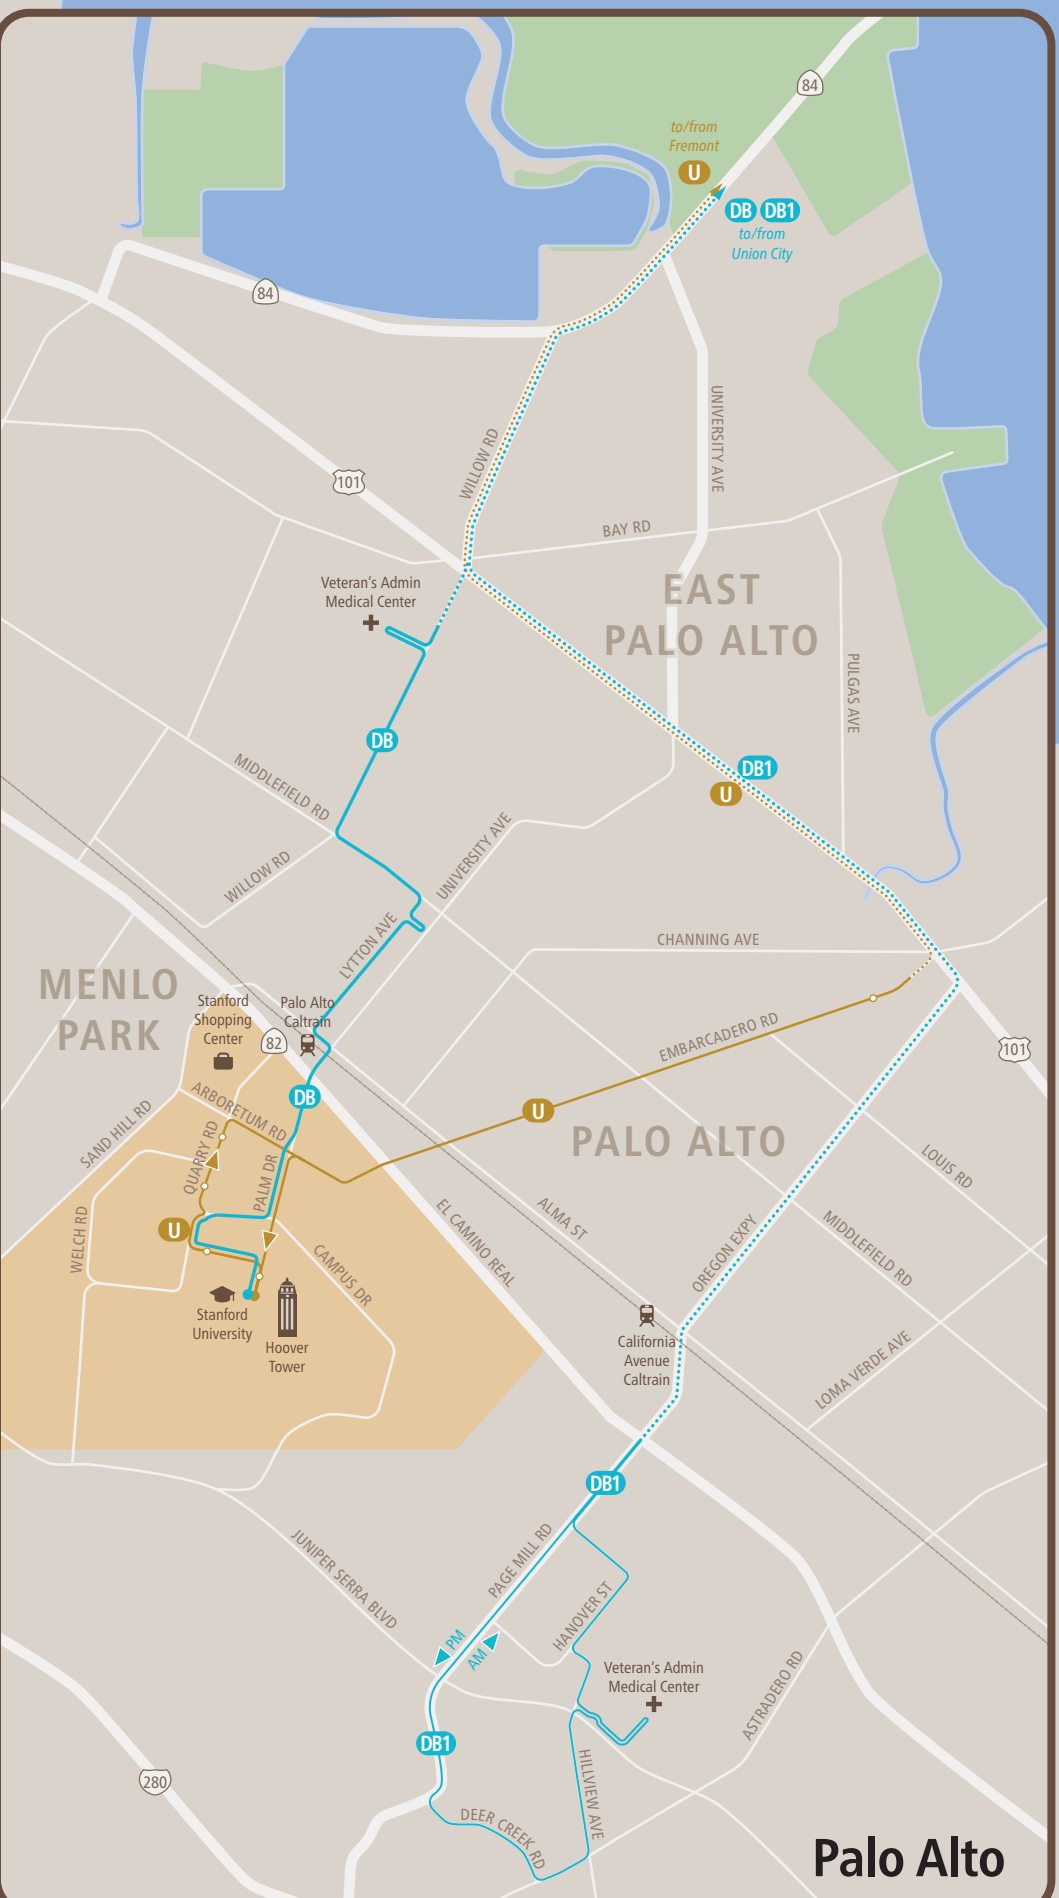 84
to/from
Fremont
U
DB DB1
to/from
Union City
84
UNIVERSITY AVE
WILLOW RD
101
BAY RD
Veteran's Admin
Medical Center
EAST
PALO ALTO
PULGAS AVE
DB
DB1
U
MIDDLEFIELD RD
UNIVERSITY AVE
WILLOW RD
LYTTON AVE
CHANNING AVE
MENLO
PARK
Stanford
Shopping
Center
Palo Alto
Caltrain
82
EMBARCADERO RD
101
DB
U
ARBORETUM RD
SAND HILL RD
QUARRY RD
PALM DR
PALO ALTO
LOUIS RD
WELCH RD
U
CAMPUS DR
EL CAMINO REAL
ALMA ST
OREGON EXPY
MIDDLEFIELD RD
Stanford
University
Hoover
Tower
California
Avenue
Caltrain
LOMA VERDE AVE
DB1
JUNIPER SERRA BLVD
PAGE MILL RD
HANOVER ST
PM
AM
Veteran's Admin
Medical Center
ASTRADERO RD
DB1
280
HILLVIEW AVE
DEER CREEK RD
Palo Alto